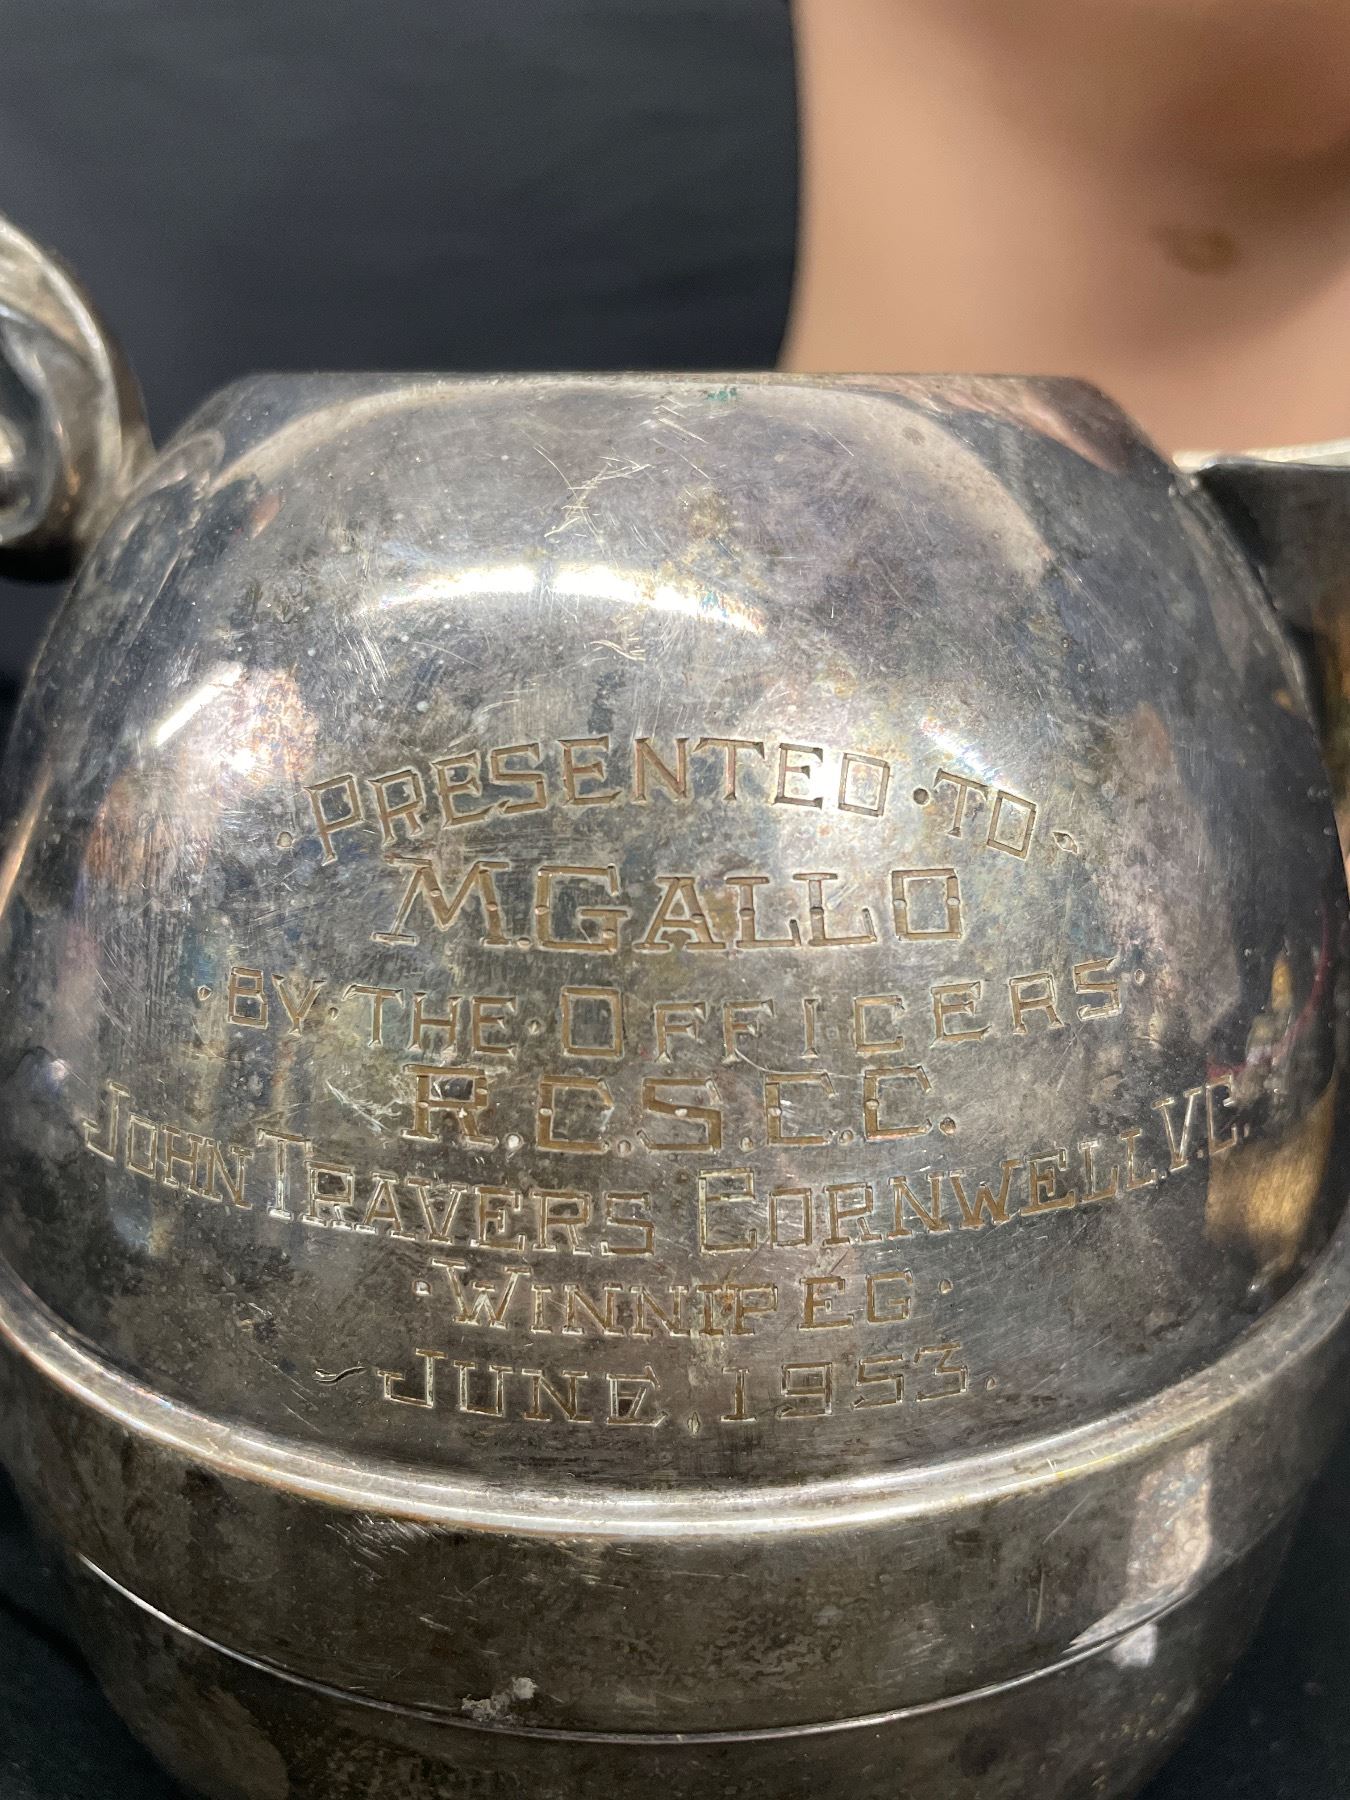 ·PRESENTED·TO·
M.GALLO
·BY·THE·OFFICERS·
R.C.S.C.C.
JOHN TRAVERS CORNWELL.V.C.
·WINNIPEG·
JUNE, 1953.